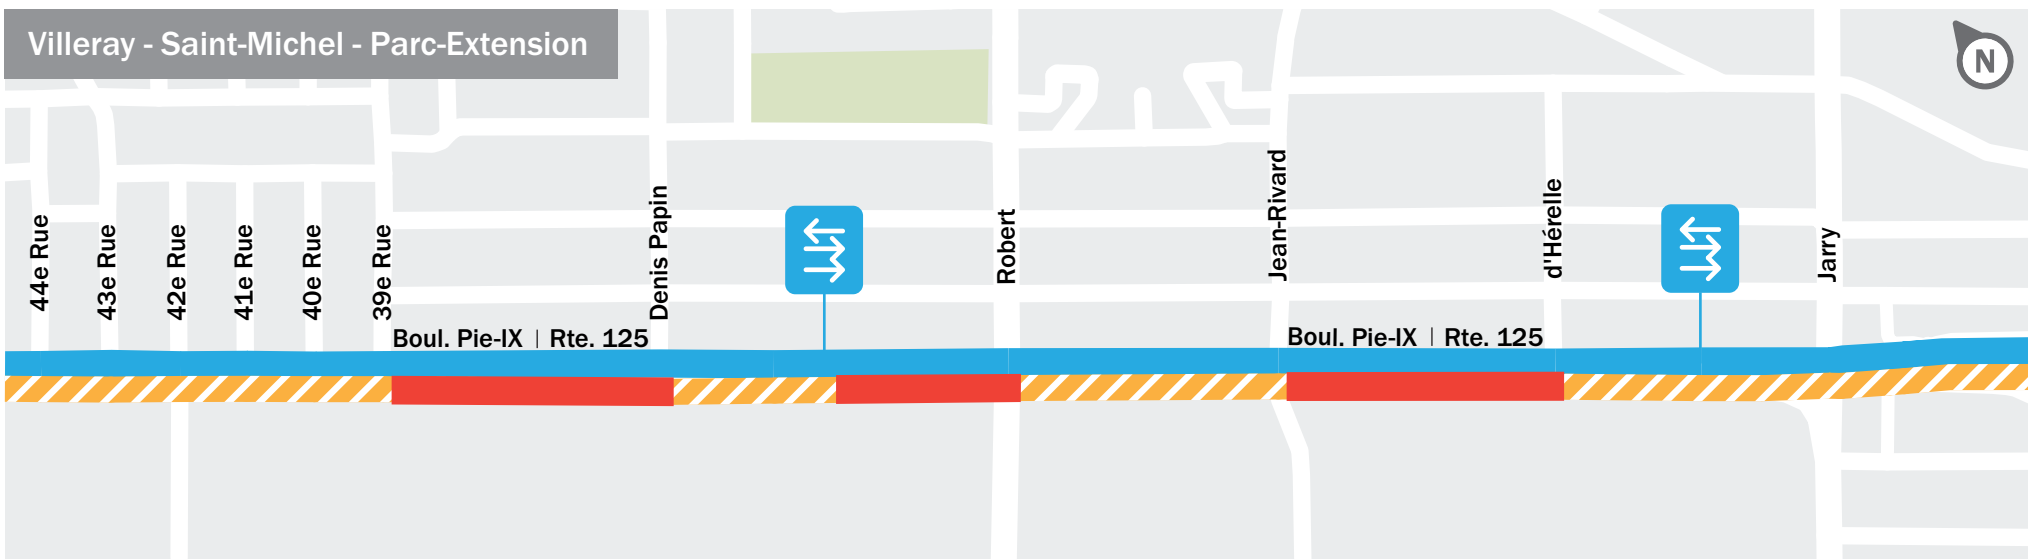 Villeray - Saint-Michel - Parc-Extension
N
44e Rue
43e Rue
42e Rue
41e Rue
40e Rue
39e Rue
Denis Papin
Robert
Jean-Rivard
d'Hérelle
Jarry
Boul. Pie-IX | Rte. 125
Boul. Pie-IX | Rte. 125